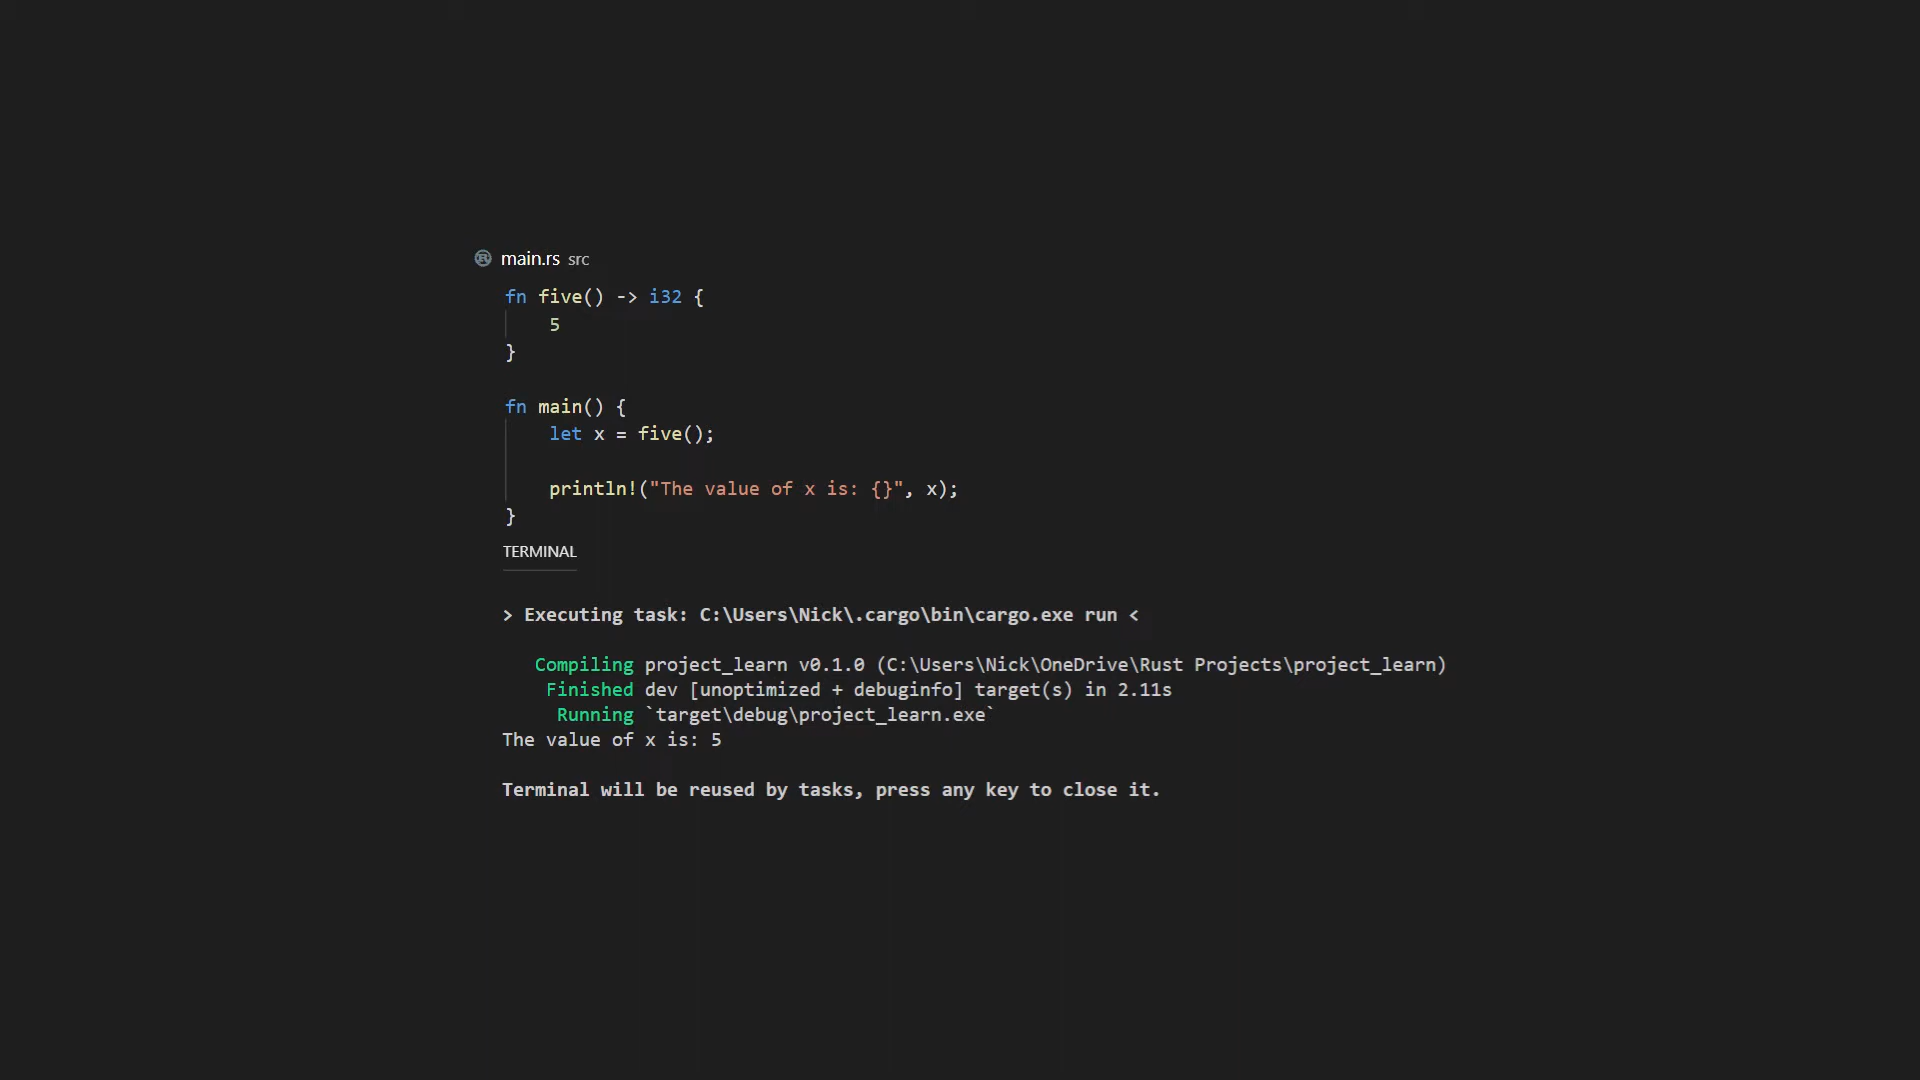 main.rs src
fn five() -> i32 {
    5
}
fn main() {
    let x = five();
    println!("The value of x is: {}", x);
}
TERMINAL
> Executing task: C:\Users\Nick\.cargo\bin\cargo.exe run <
   Compiling project_learn v0.1.0 (C:\Users\Nick\OneDrive\Rust Projects\project_learn)
    Finished dev [unoptimized + debuginfo] target(s) in 2.11s
     Running `target\debug\project_learn.exe`
The value of x is: 5
Terminal will be reused by tasks, press any key to close it.